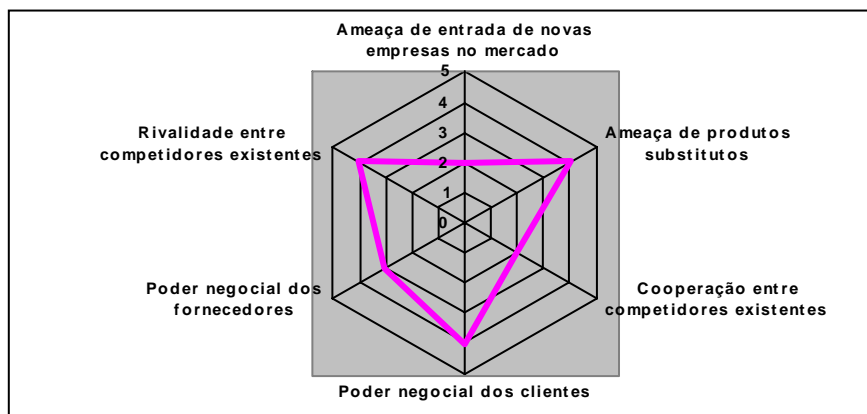 Ameaça de entrada de novas
empresas no mercado
5
4
3
2
1
0
Rivalidade entre
competidores existentes
Ameaça de produtos
substitutos
Poder negocial dos
fornecedores
Cooperação entre
competidores existentes
Poder negocial dos clientes